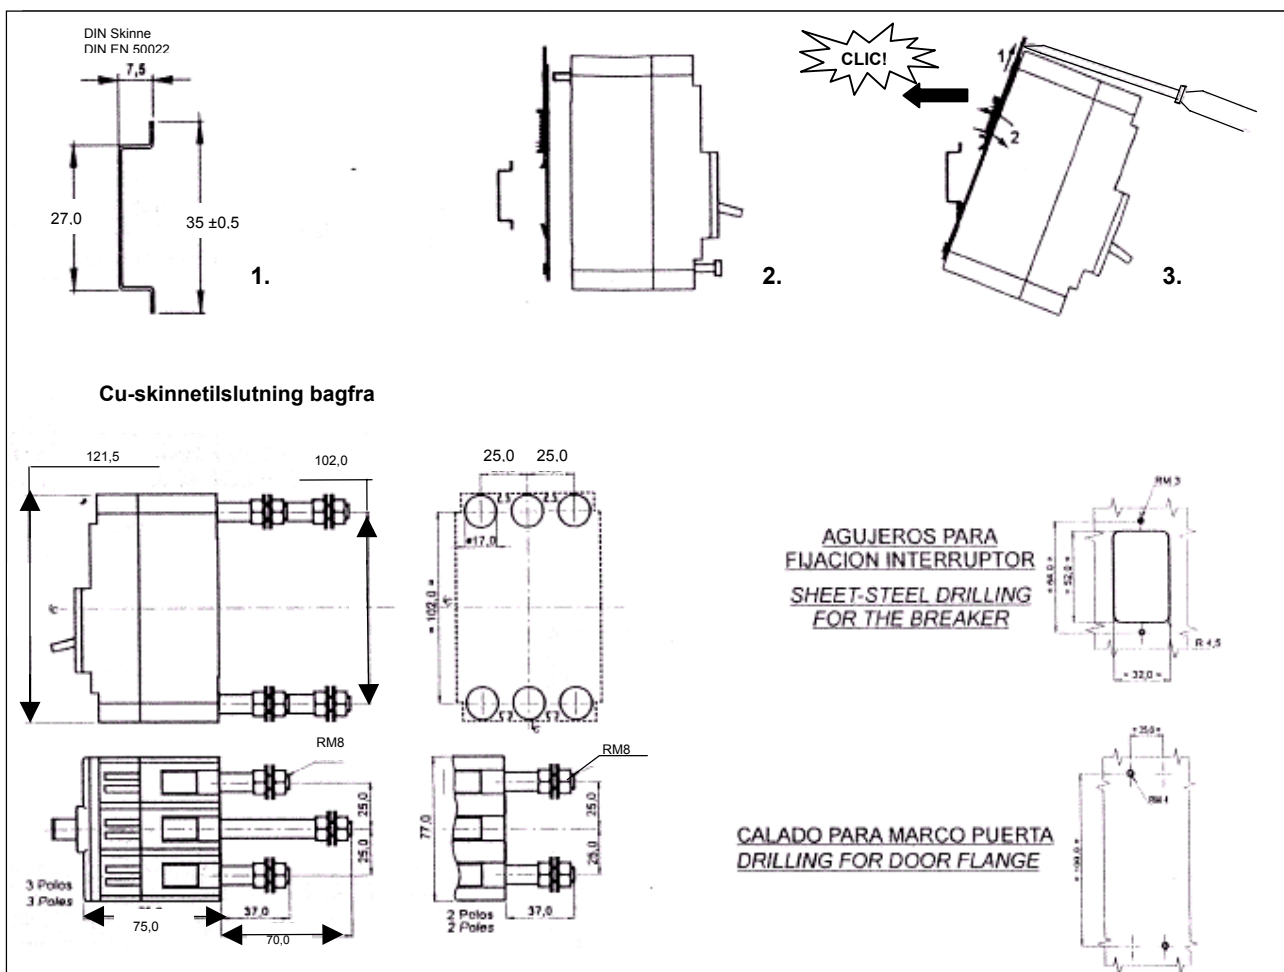 DIN Skinne
DIN EN 50022
7,5
27,0
35 ±0,5
1.
2.
CLIC!
1
2
3.
Cu-skinnetilslutning bagfra
121,5
102,0
25,0 25,0
ø17,0
= 102,0 =
RM8
25,0
25,0
3 Polos
3 Poles
75,0
37,0
70,0
RM8
77,0
25,0
25,0
37,0
2 Polos
2 Poles
AGUJEROS PARA
FIJACION INTERRUPTOR
SHEET-STEEL DRILLING
FOR THE BREAKER
RM 3
= 52,0 =
R 4,5
= 32,0 =
CALADO PARA MARCO PUERTA
DRILLING FOR DOOR FLANGE